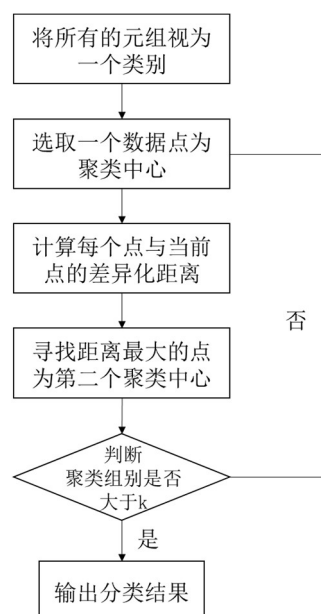 将所有的元组视为
一个类别
选取一个数据点为
聚类中心
计算每个点与当前
点的差异化距离
寻找距离最大的点
为第二个聚类中心
否
判断
聚类组别是否
大于k
是
输出分类结果